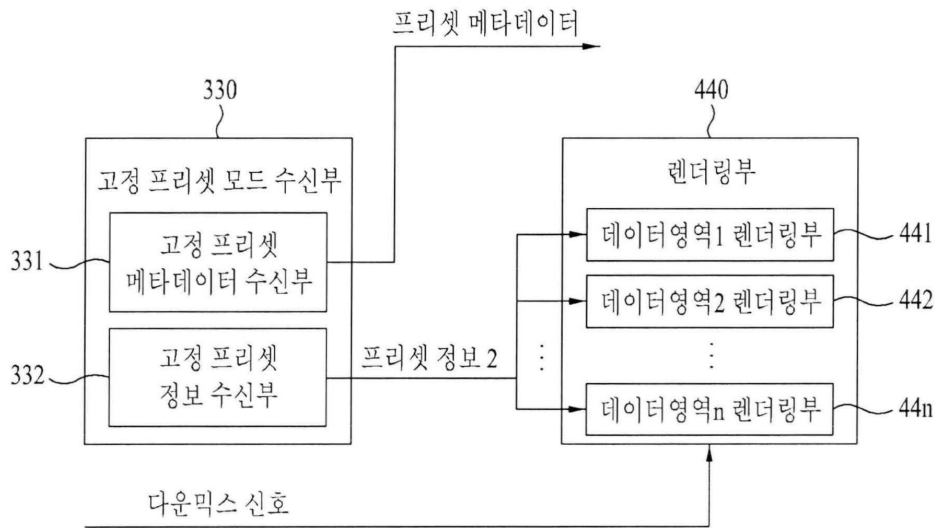 프리셋 메타데이터
330
440
고정 프리셋 모드 수신부
렌더링부
고정 프리셋
메타데이터 수신부
331
데이터영역1 렌더링부
441
데이터영역2 렌더링부
442
고정 프리셋
정보 수신부
332
프리셋 정보 2
데이터영역n 렌더링부
44n
다운믹스 신호